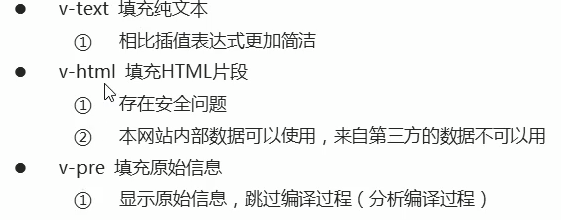 ● v-text 填充纯文本
① 相比插值表达式更加简洁
● v-html 填充HTML片段
① 存在安全问题
② 本网站内部数据可以使用，来自第三方的数据不可以用
● v-pre 填充原始信息
① 显示原始信息，跳过编译过程（分析编译过程）